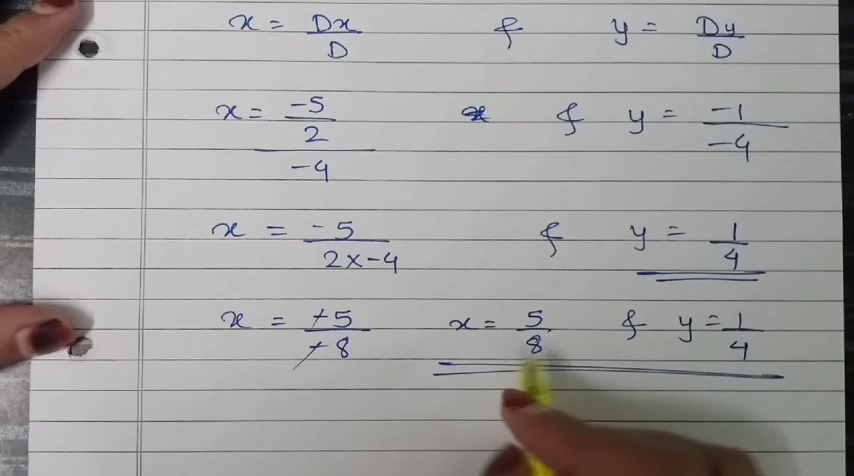 x = Dx/D & y = Dy/D
x = -5/2/-4 & y = -1/-4
x = -5/2×-4 & y = 1/4
x = -5/-8 x = 5/8 & y = 1/4